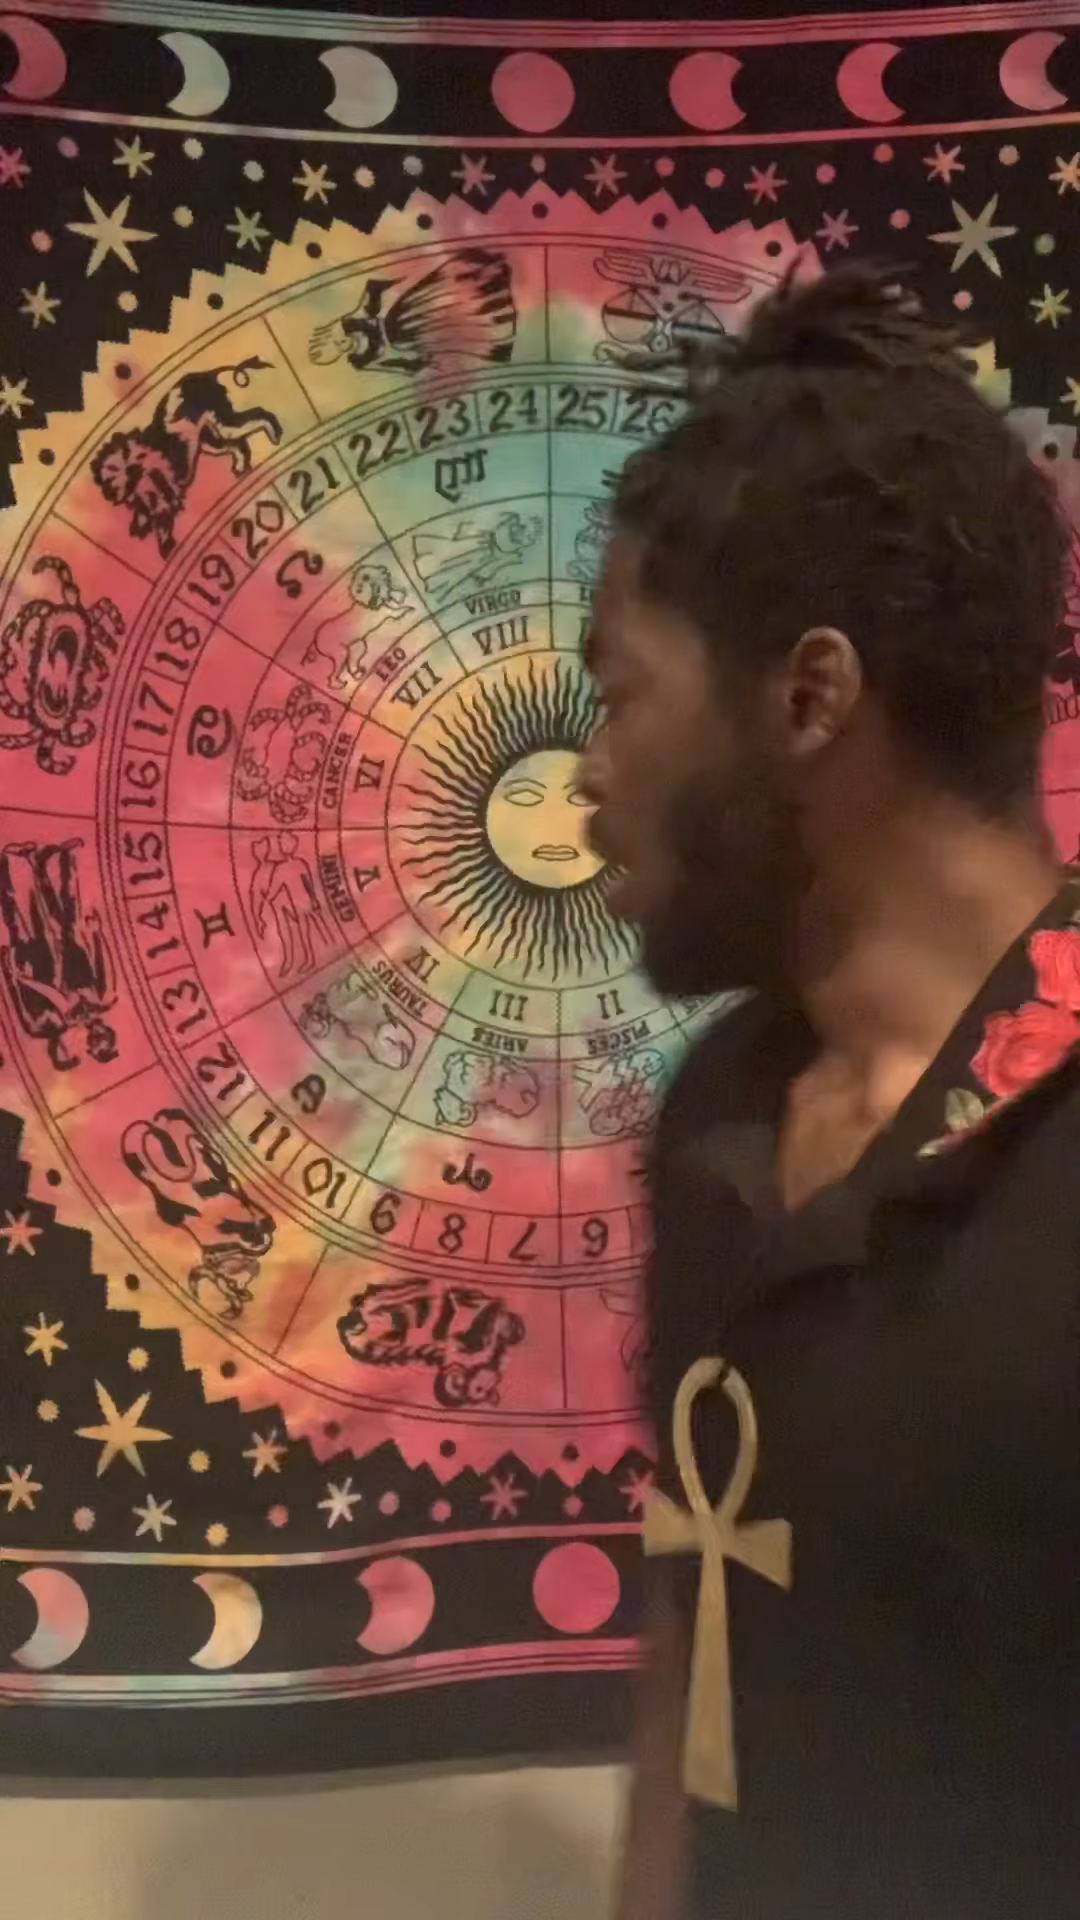 22 23 24 25 26
21
20
19
18
17
16
15
14
13
12
11
10
9 8 7 6
VIRGO
VIII
LEO
VII
CANCER
VI
GEMINI
V
TAURUS
IV
III
ARIES
II
PISCES